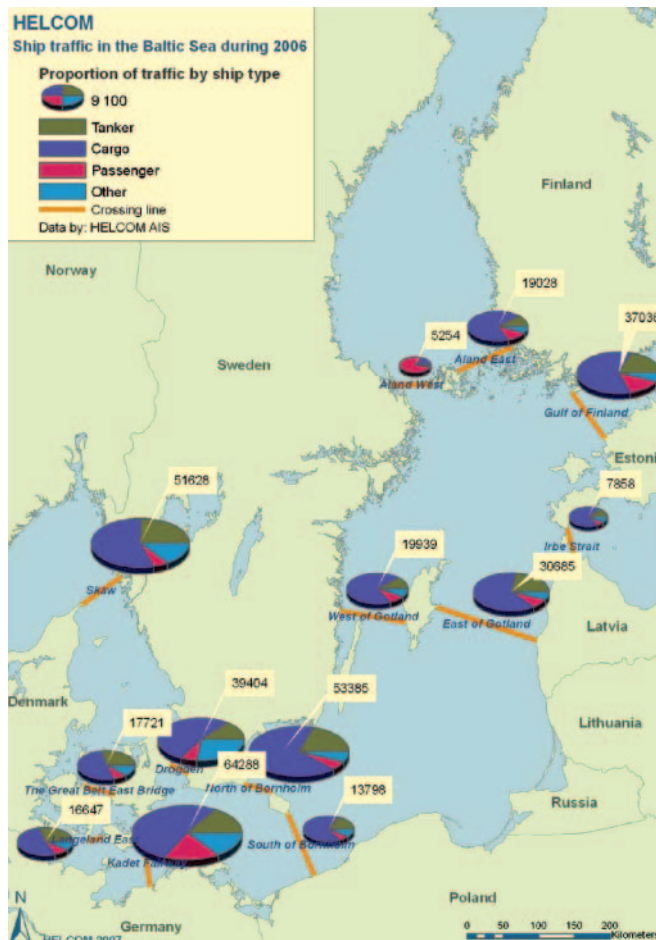 HELCOM
Ship traffic in the Baltic Sea during 2006
Proportion of traffic by ship type
9 100
Tanker
Cargo
Passenger
Other
Crossing line
Data by: HELCOM AIS
Finland
Norway
19028
5254
37038
Sweden
Aland East
Aland West
Gulf of Finland
Estoni
51628
7858
Irbe Strait
19939
30685
Skaw
West of Gotland
East of Gotland
Latvia
Denmark
39404
53385
Lithuania
17721
Drogden
64288
The Great Belt East Bridge
North of Bornholm
13798
Russia
16647
Langeland Eas
South of Bornholm
Kadet Fairway
N
Poland
Germany
0 50 100 150 200
Kilometers
HELCOM 2007